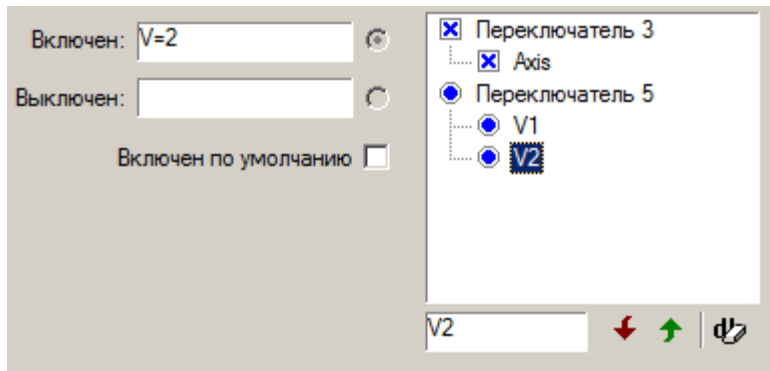 Включен: V=2
Выключен:
Включен по умолчанию
Переключатель 3
Axis
Переключатель 5
V1
V2
V2